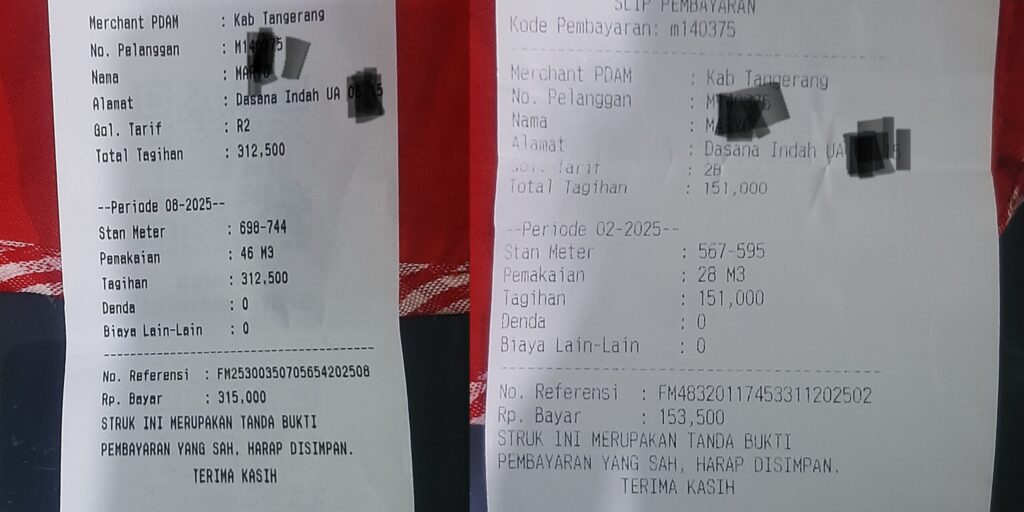 Merchant PDAM : Kab Tangerang
No. Pelanggan :
Nama :
Alamat : Dasana Indah UA
Gol. Tarif : R2
Total Tagihan : 312,500
--Periode 08-2025--
Stan Meter : 698-744
Pemakaian : 46 M3
Tagihan : 312,500
Denda : 0
Biaya Lain-Lain : 0
No. Referensi : FM25300350705654202508
Rp. Bayar : 315,000
STRUK INI MERUPAKAN TANDA BUKTI
PEMBAYARAN YANG SAH, HARAP DISIMPAN.
TERIMA KASIH
SLIP PEMBAYARAN
Kode Pembayaran: m140375
Merchant PDAM : Kab Tangerang
No. Pelanggan :
Nama :
Alamat : Dasana Indah UA
Gol. Tarif : 2B
Total Tagihan : 151,000
--Periode 02-2025--
Stan Meter : 567-595
Pemakaian : 28 M3
Tagihan : 151,000
Denda : 0
Biaya Lain-Lain : 0
No. Referensi : FM48320117453311202502
Rp. Bayar : 153,500
STRUK INI MERUPAKAN TANDA BUKTI
PEMBAYARAN YANG SAH, HARAP DISIMPAN.
TERIMA KASIH